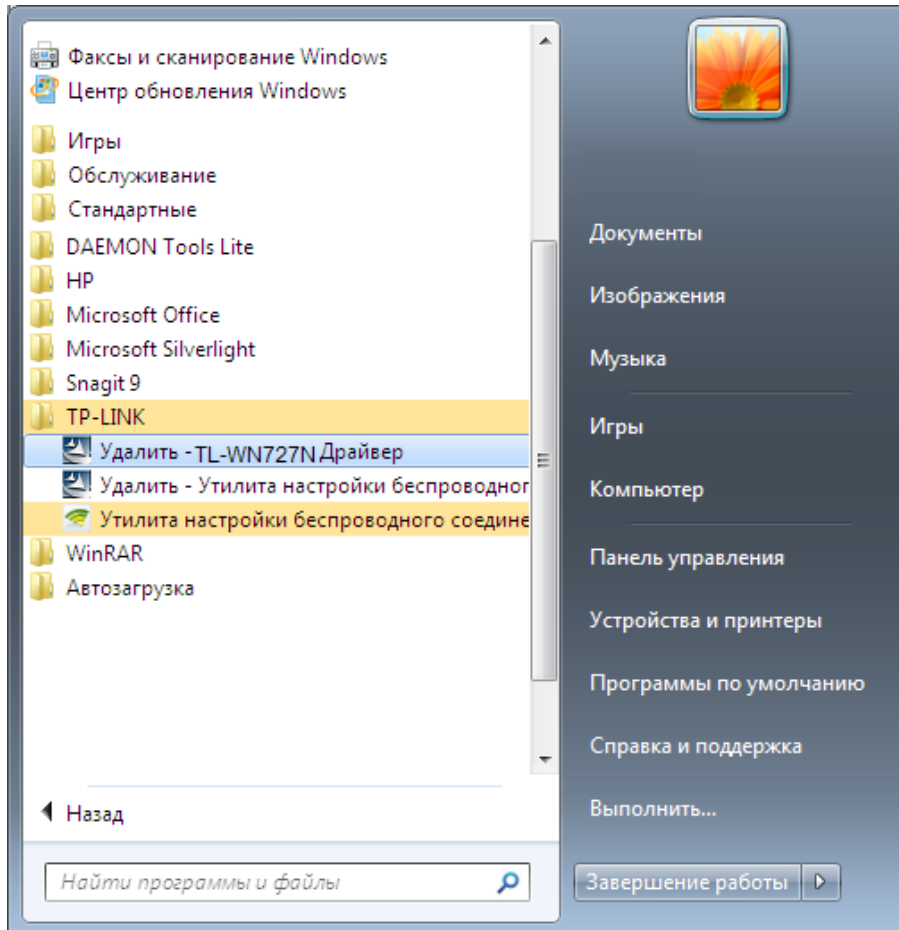 Факсы и сканирование Windows
Центр обновления Windows
Игры
Обслуживание
Стандартные
DAEMON Tools Lite
HP
Microsoft Office
Microsoft Silverlight
Snagit 9
TP-LINK
Удалить - TL-WN727N Драйвер
Удалить - Утилита настройки беспроводног
Утилита настройки беспроводного соедине
WinRAR
Автозагрузка
Назад
Найти программы и файлы
Документы
Изображения
Музыка
Игры
Компьютер
Панель управления
Устройства и принтеры
Программы по умолчанию
Справка и поддержка
Выполнить...
Завершение работы